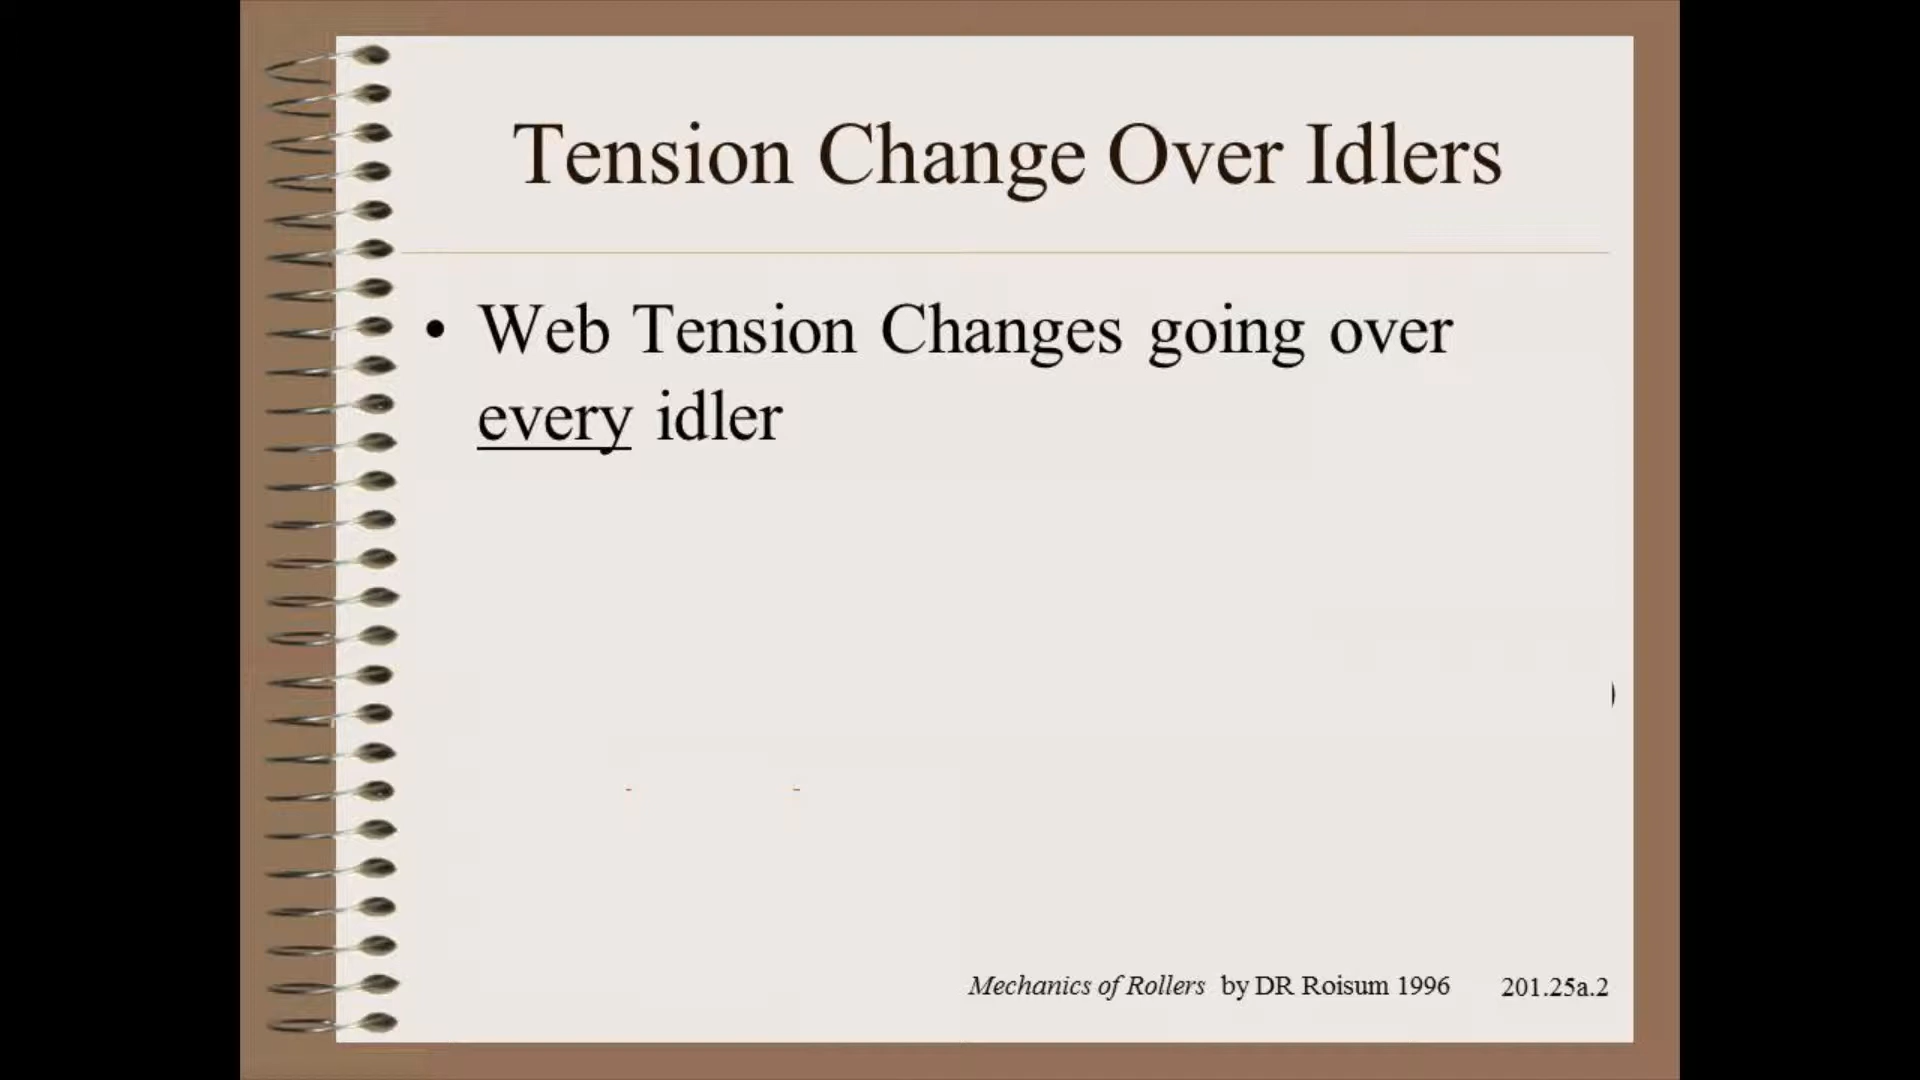 Tension Change Over Idlers
• Web Tension Changes going over
every idler
Mechanics of Rollers by DR Roisum 1996 201.25a.2